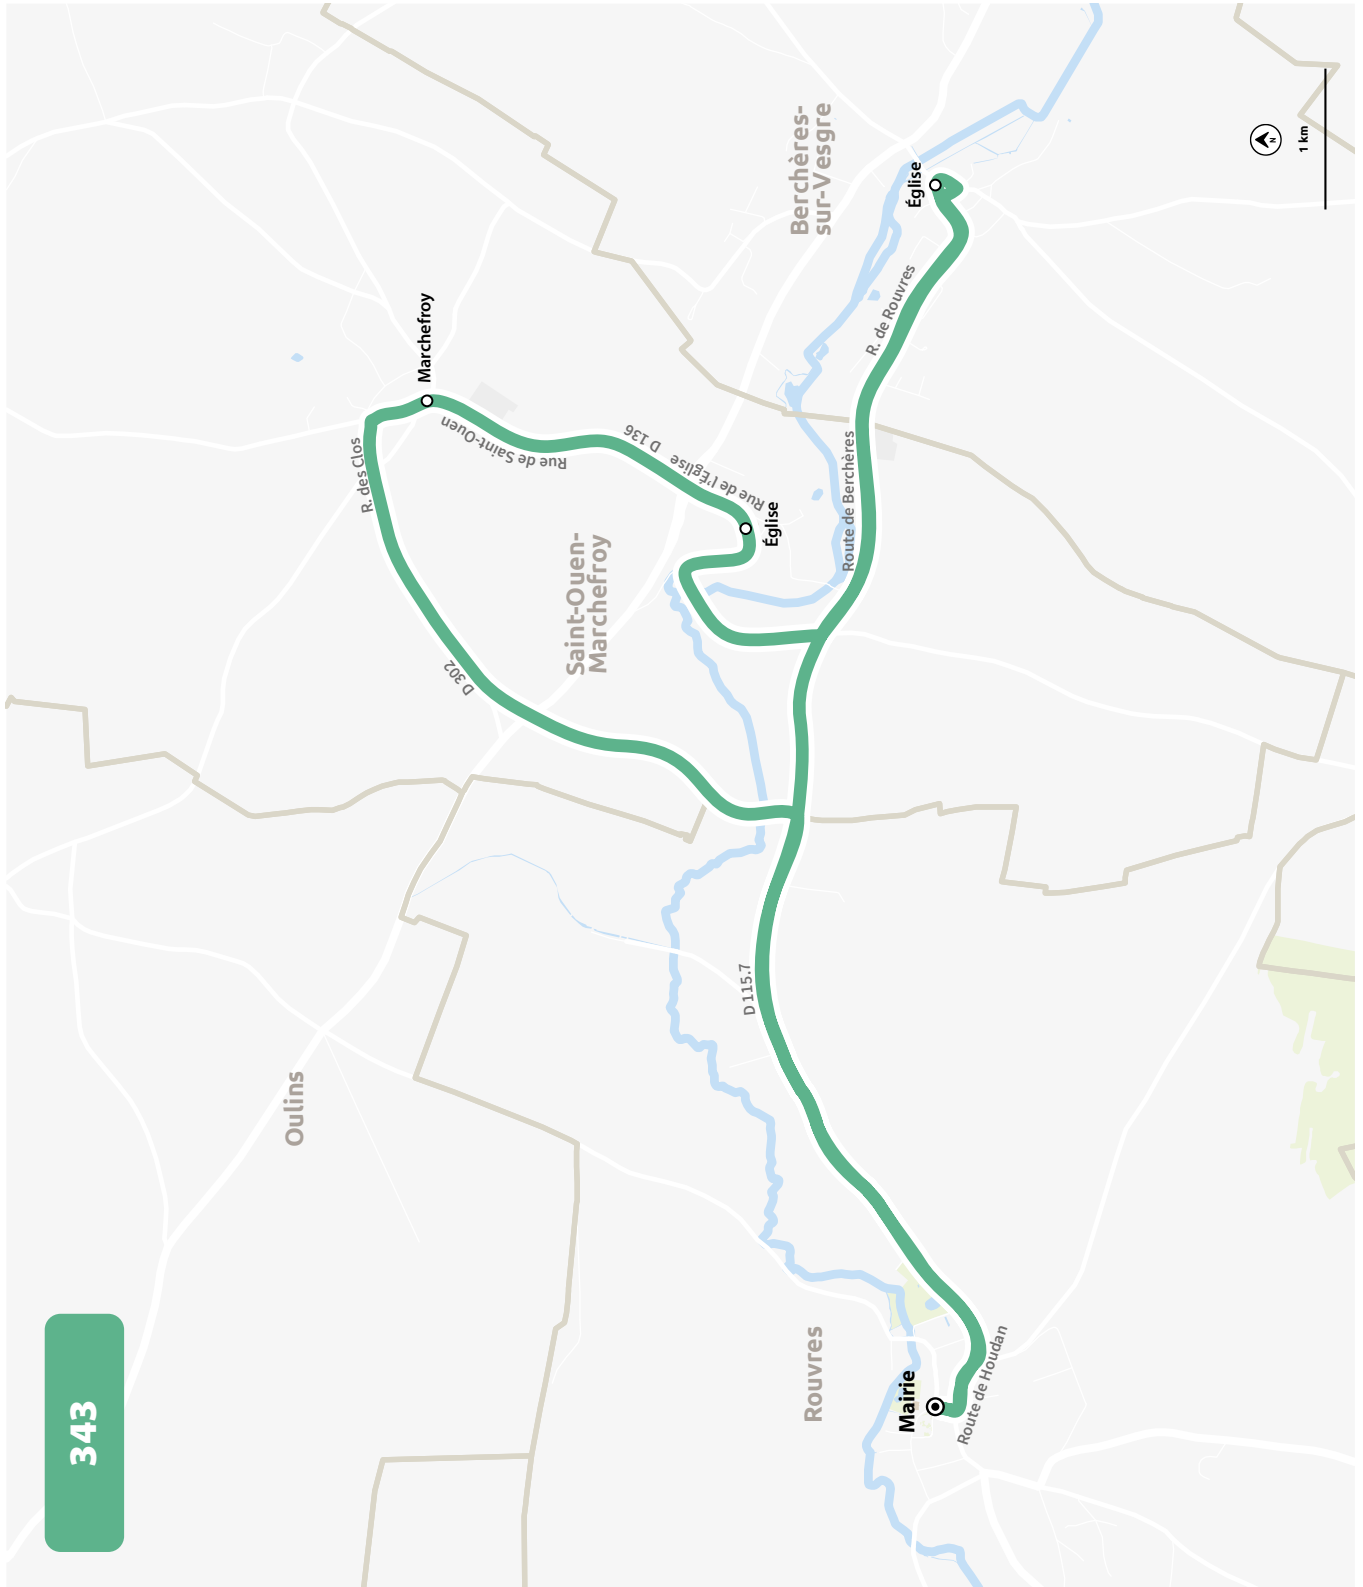 343
Oulins
R. des Clos
D 302
Marchefroy
Rue de Saint-Ouen
Saint-Ouen-
Marchefroy
D 136
Rue de l'Église
Église
D 115.7
Berchères-
sur-Vesgre
Rouvres
Route de Berchères
R. de Rouvres
Église
Mairie
Route de Houdan
N
1 km